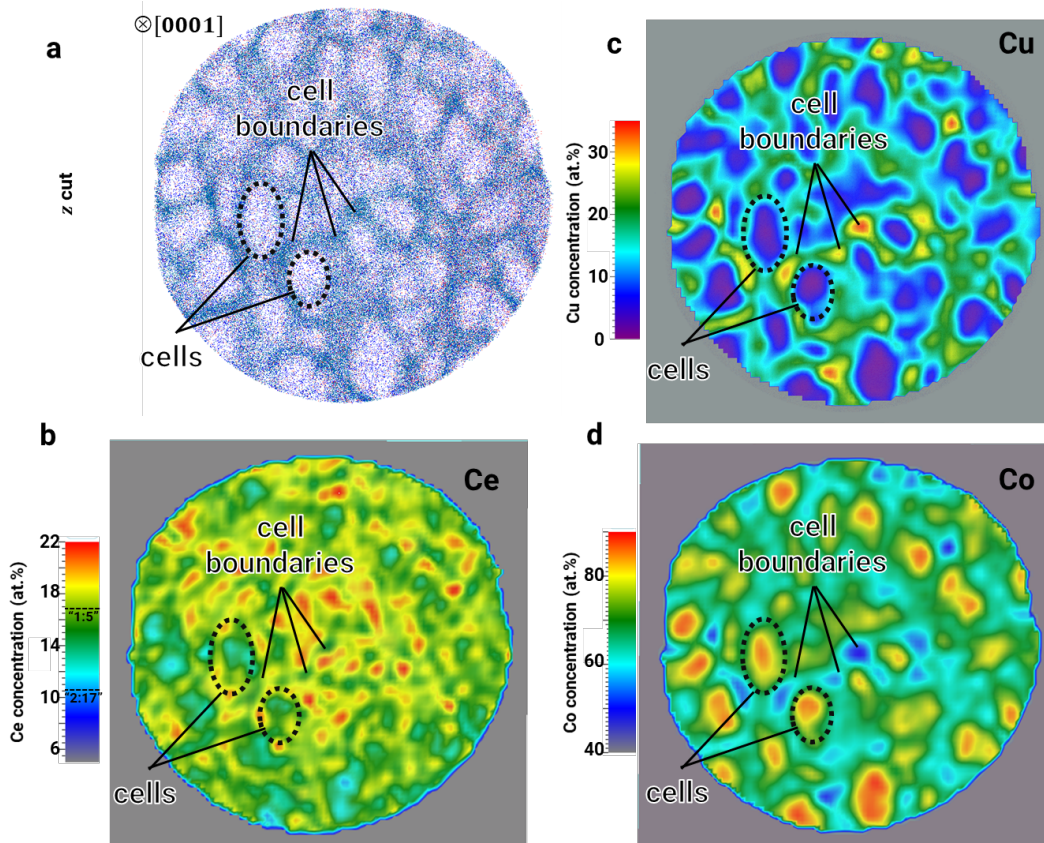 ⊗[0001]
a
cell
boundaries
z cut
cells
c
Cu
cell
boundaries
Cu concentration (at.%)
30
20
10
0
cells
b
Ce
cell
boundaries
Ce concentration (at.%)
22
18
"1:5"
14
10
"2:17"
6
cells
d
Co
cell
boundaries
Co concentration (at.%)
80
60
40
cells